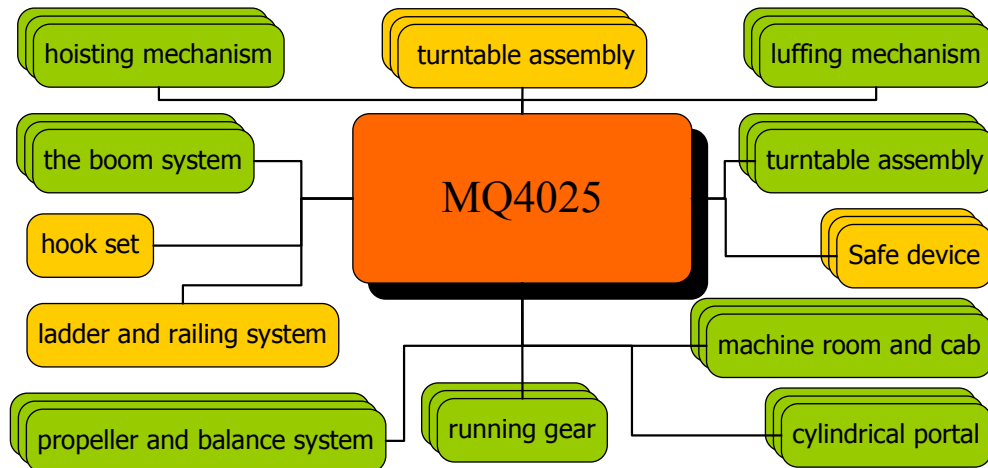 hoisting mechanism
turntable assembly
luffing mechanism
the boom system
MQ4025
turntable assembly
hook set
Safe device
ladder and railing system
machine room and cab
propeller and balance system
running gear
cylindrical portal